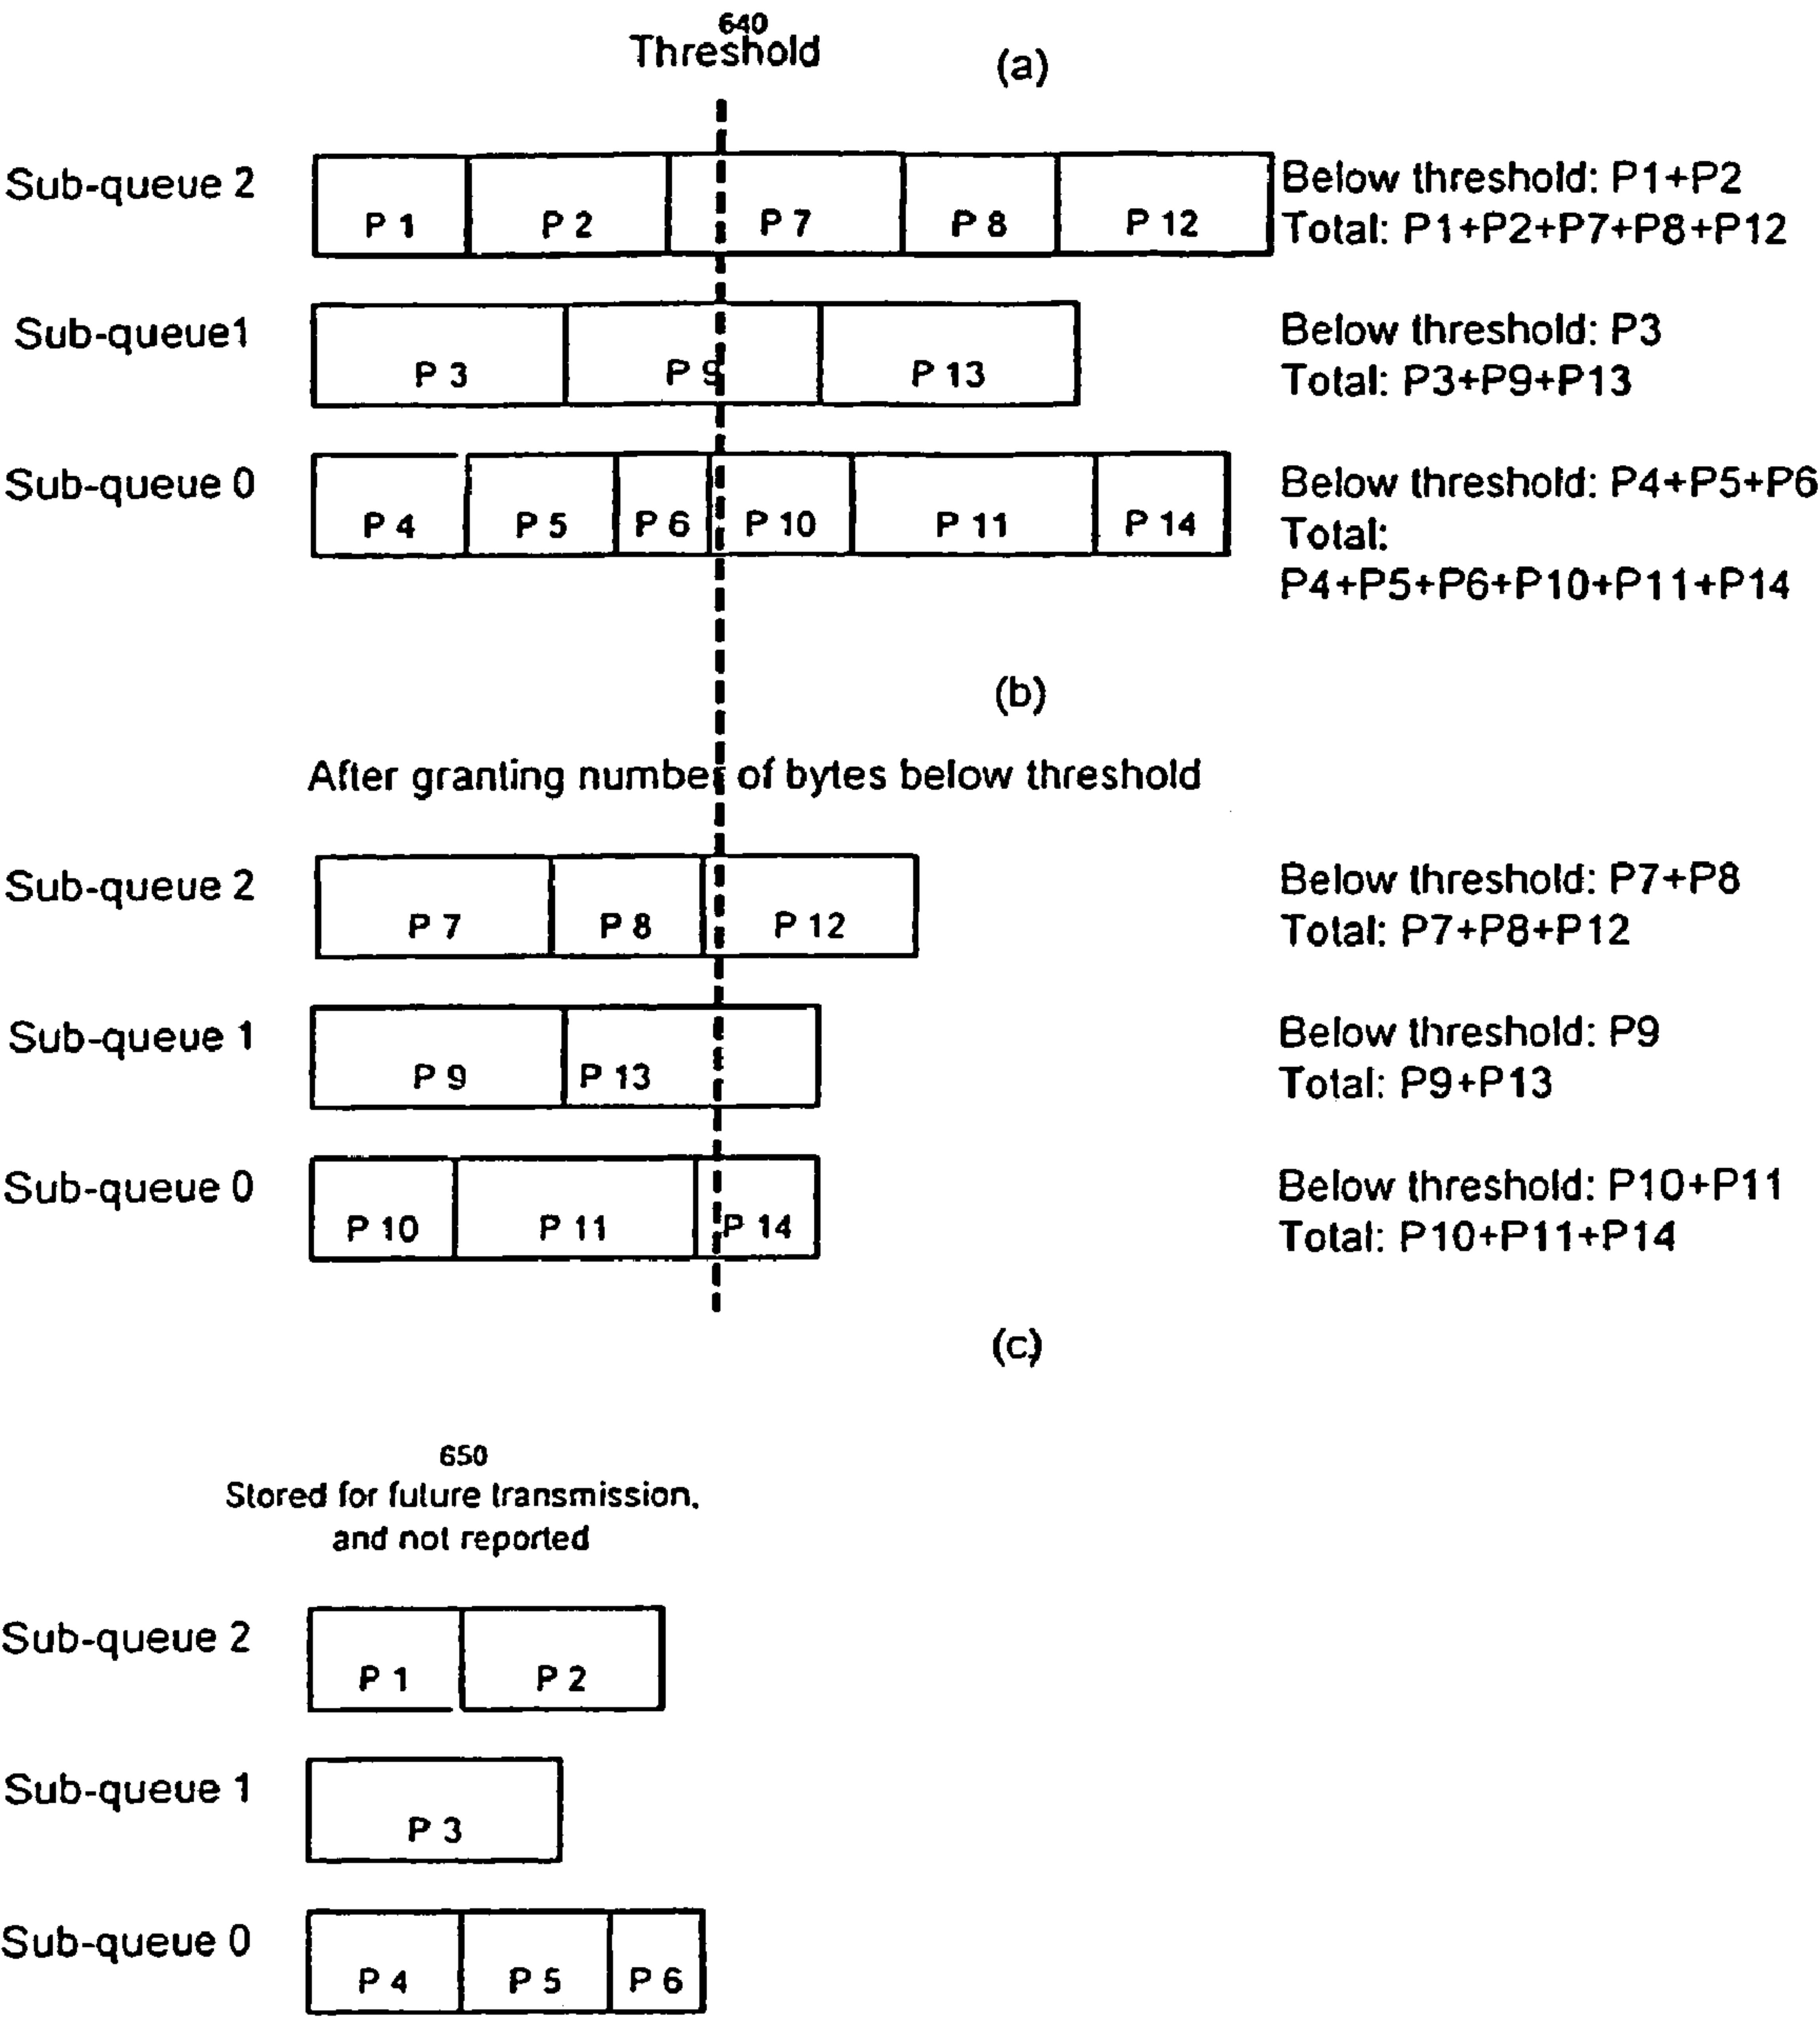 640
Threshold
(a)
Sub-queue 2
P 1 P 2 P 7 P 8 P 12
Below threshold: P1+P2
Total: P1+P2+P7+P8+P12
Sub-queue1
P 3 P 9 P 13
Below threshold: P3
Total: P3+P9+P13
Sub-queue 0
P 4 P 5 P 6 P 10 P 11 P 14
Below threshold: P4+P5+P6
Total:
P4+P5+P6+P10+P11+P14
(b)
After granting number of bytes below threshold
Sub-queue 2
P 7 P 8 P 12
Below threshold: P7+P8
Total: P7+P8+P12
Sub-queue 1
P 9 P 13
Below threshold: P9
Total: P9+P13
Sub-queue 0
P 10 P 11 P 14
Below threshold: P10+P11
Total: P10+P11+P14
(c)
650
Stored for future transmission,
and not reported
Sub-queue 2
P 1 P 2
Sub-queue 1
P 3
Sub-queue 0
P 4 P 5 P 6